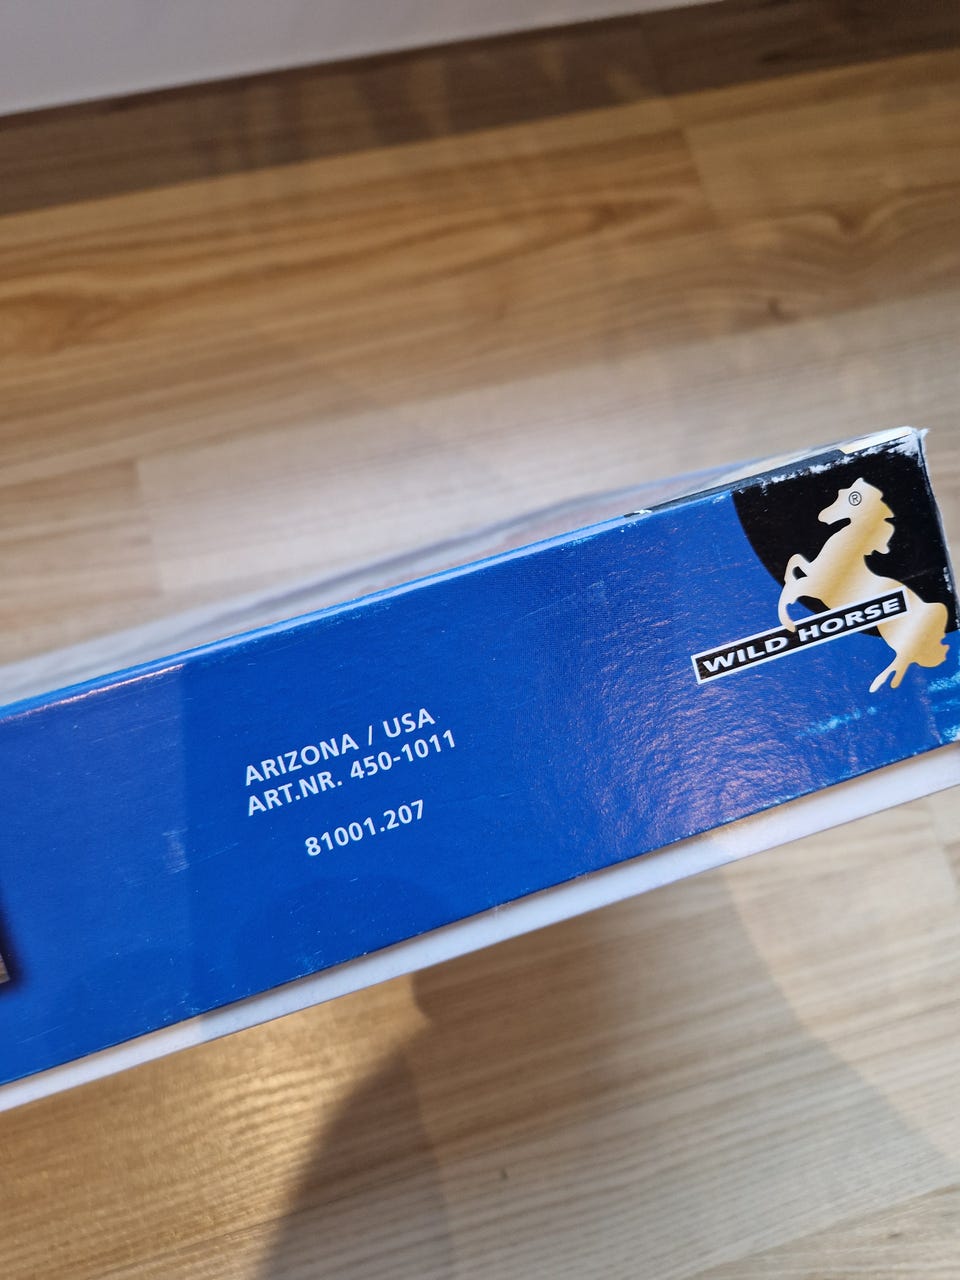 ®
WILD HORSE
ARIZONA / USA
ART.NR. 450-1011
81001.207